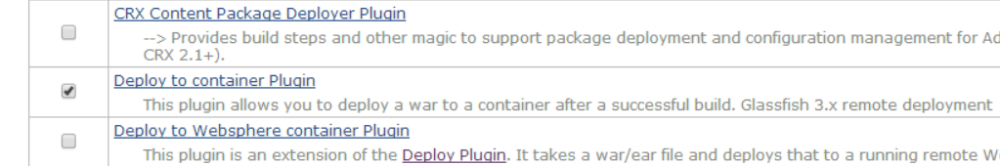 CRX Content Package Deployer Plugin
--> Provides build steps and other magic to support package deployment and configuration management for
CRX 2.1+).
Deploy to container Plugin
This plugin allows you to deploy a war to a container after a successful build. Glassfish 3.x remote deployment
Deploy to Websphere container Plugin
This plugin is an extension of the Deploy Plugin. It takes a war/ear file and deploys that to a running remote